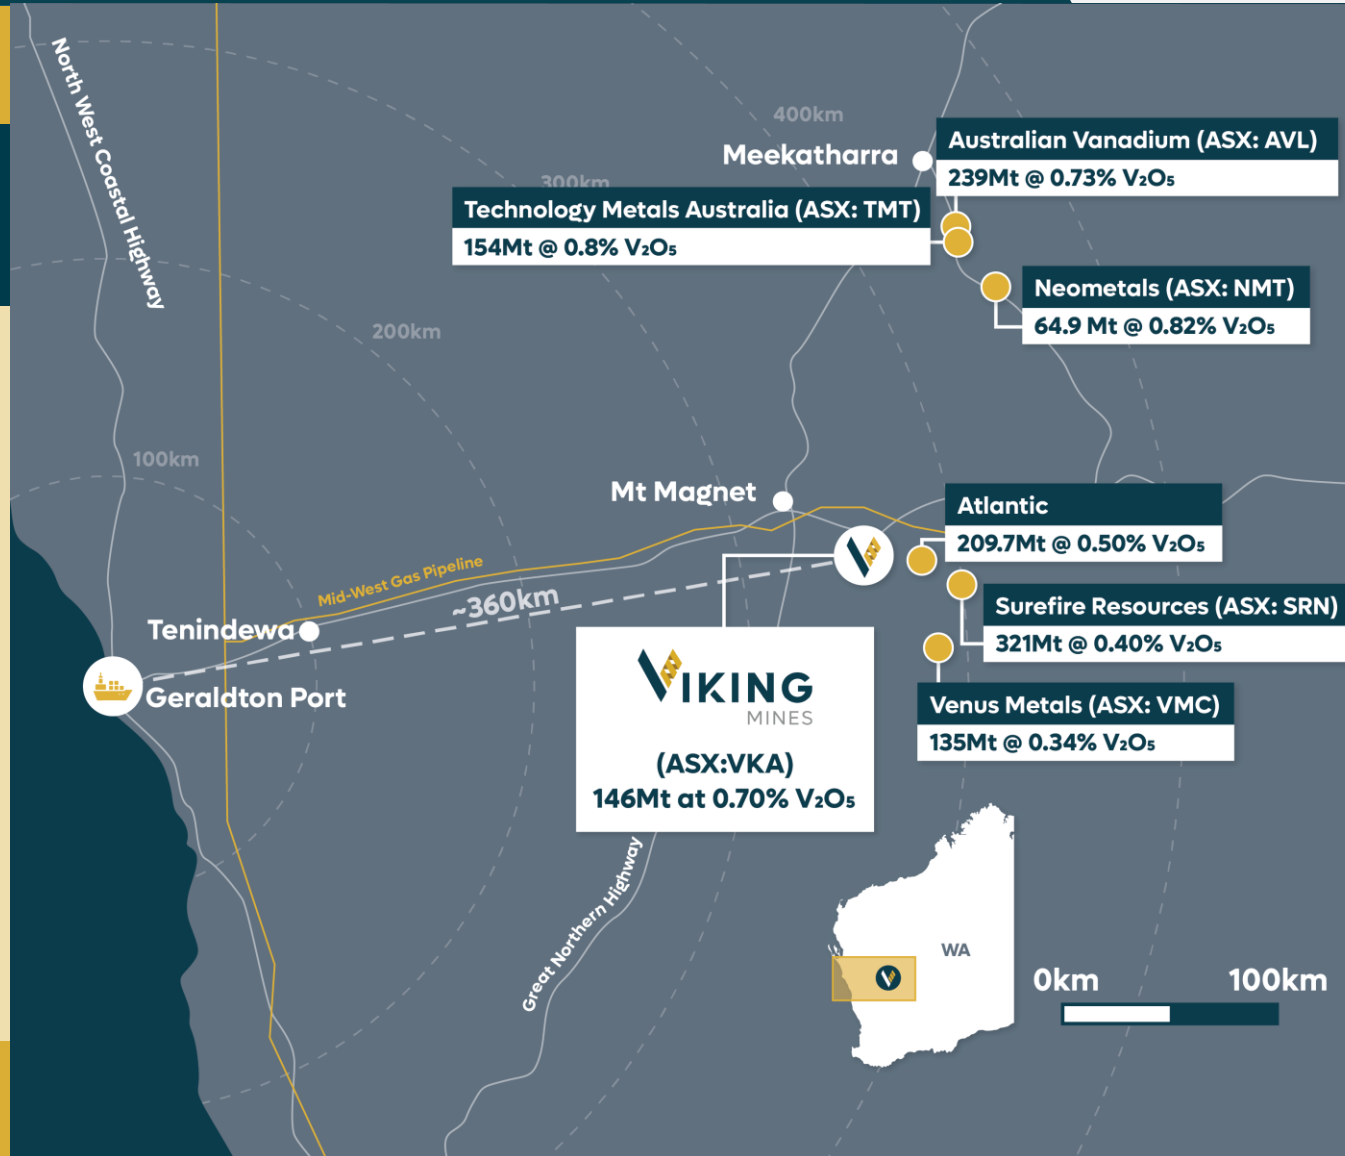 North West Coastal Highway
400km
Meekatharra
Australian Vanadium (ASX: AVL)
239Mt @ 0.73% V₂O₅
300km
Technology Metals Australia (ASX: TMT)
154Mt @ 0.8% V₂O₅
Neometals (ASX: NMT)
64.9 Mt @ 0.82% V₂O₅
200km
100km
Mt Magnet
Atlantic
209.7Mt @ 0.50% V₂O₅
Mid-West Gas Pipeline
~360km
Surefire Resources (ASX: SRN)
321Mt @ 0.40% V₂O₅
Tenindewa
Geraldton Port
VIKING
MINES
(ASX:VKA)
146Mt at 0.70% V₂O₅
Venus Metals (ASX: VMC)
135Mt @ 0.34% V₂O₅
Great Northern Highway
WA
0km
100km